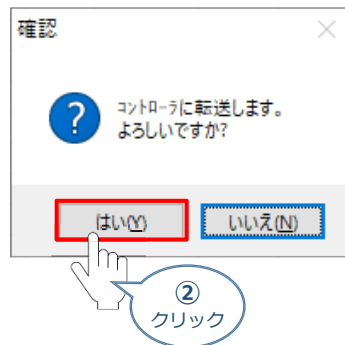 確認
?
コントローラに転送します。
よろしいですか?
はい(Y)
いいえ(N)
②
クリック